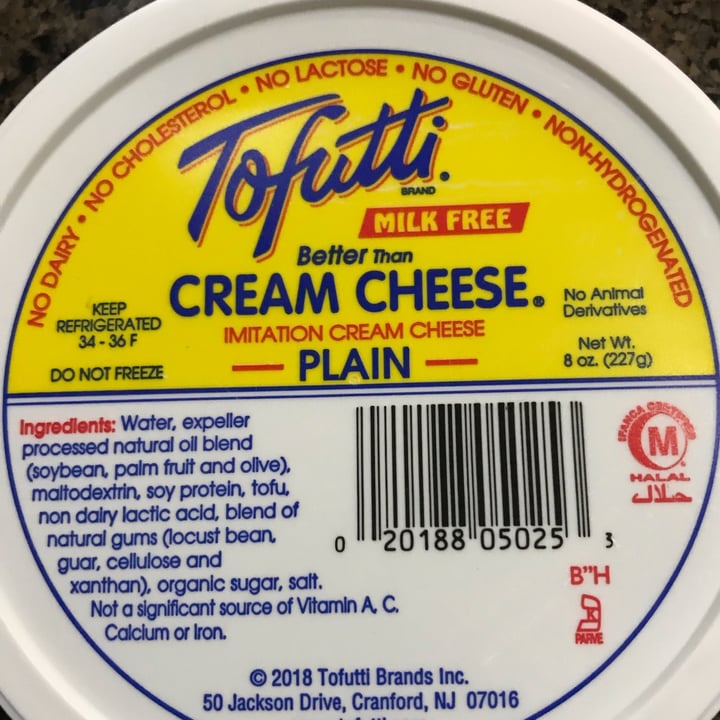 NO DAIRY • NO CHOLESTEROL • NO LACTOSE • NO GLUTEN • NON-HYDROGENATED
Tofutti®
BRAND
MILK FREE
Better Than
CREAM CHEESE®
IMITATION CREAM CHEESE
— PLAIN —
KEEP
REFRIGERATED
34 - 36 F
DO NOT FREEZE
No Animal
Derivatives
Net Wt.
8 oz. (227g)
Ingredients: Water, expeller
processed natural oil blend
(soybean, palm fruit and olive),
maltodextrin, soy protein, tofu,
non dairy lactic acid, blend of
natural gums (locust bean,
guar, cellulose and
xanthan), organic sugar, salt.
Not a significant source of Vitamin A, C,
Calcium or Iron.
0 20188 05025 3
IFANCA CERTIFIED
M
HALAL
حلال
B"H
K
PARVE
© 2018 Tofutti Brands Inc.
50 Jackson Drive, Cranford, NJ 07016